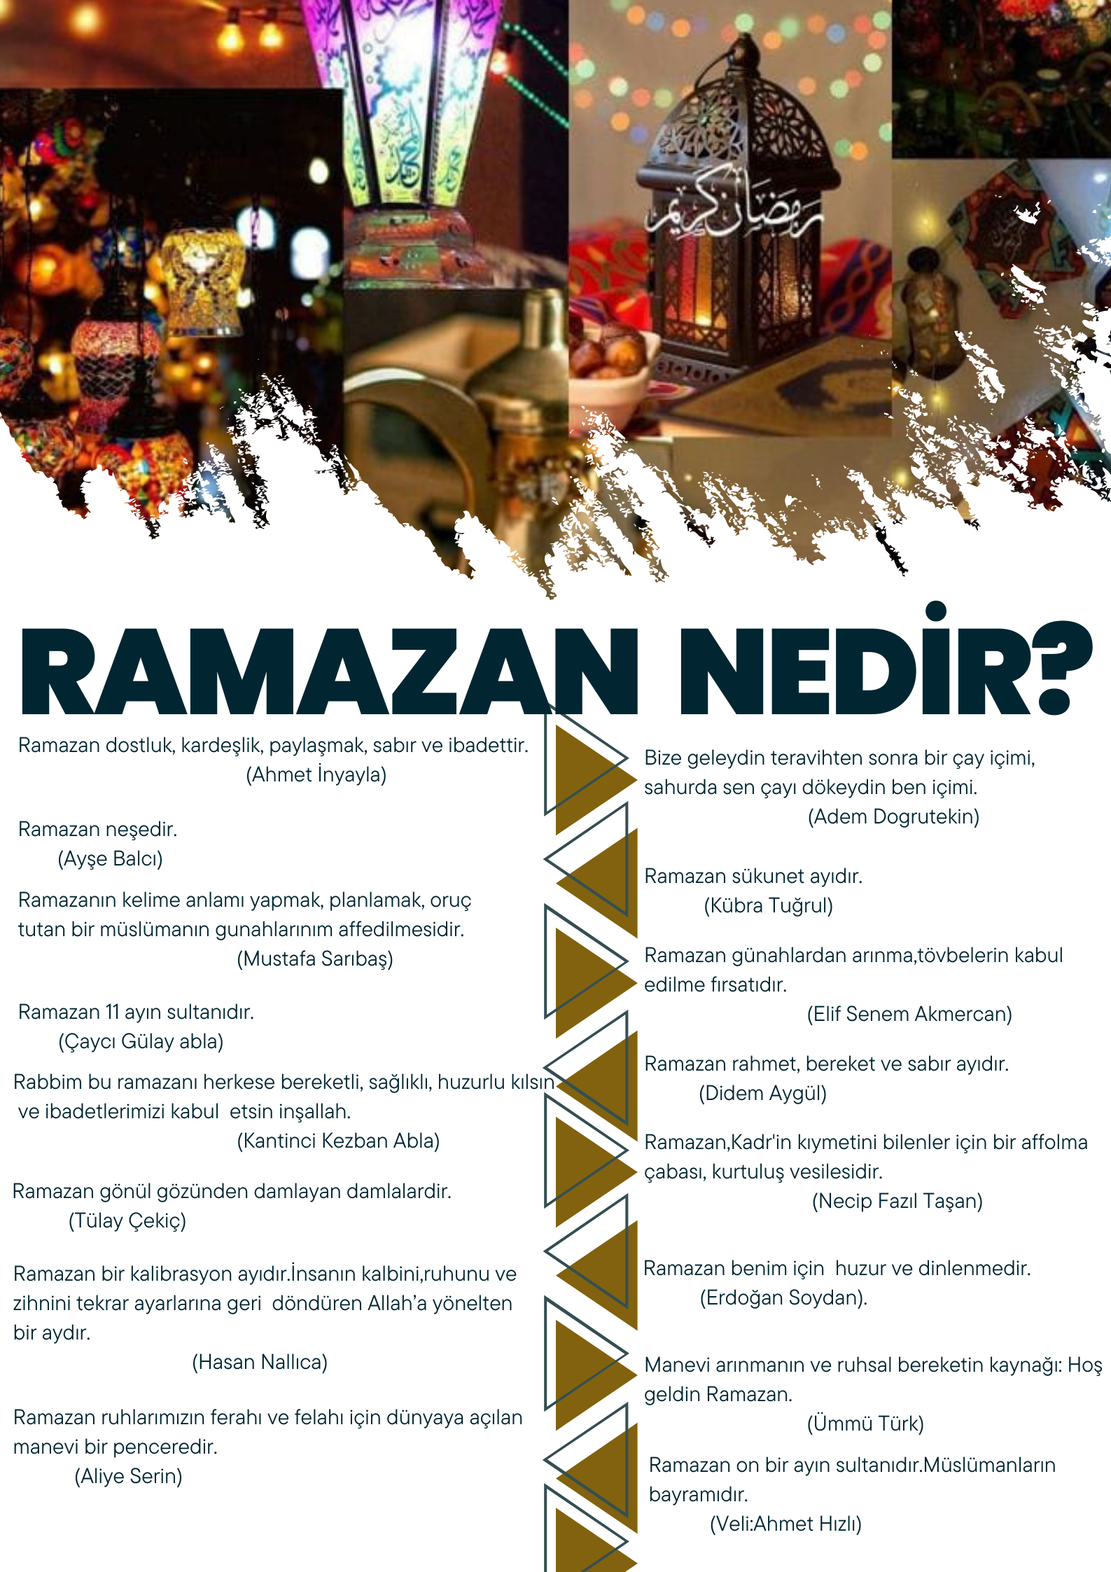 رمضان كريم
RAMAZAN NEDİR?
Ramazan dostluk, kardeşlik, paylaşmak, sabır ve ibadettir.
(Ahmet İnyayla)
Ramazan neşedir.
(Ayşe Balcı)
Ramazanın kelime anlamı yapmak, planlamak, oruç
tutan bir müslümanın gunahlarınım affedilmesidir.
(Mustafa Sarıbaş)
Ramazan 11 ayın sultanıdır.
(Çaycı Gülay abla)
Rabbim bu ramazanı herkese bereketli, sağlıklı, huzurlu kılsın
ve ibadetlerimizi kabul  etsin inşallah.
(Kantinci Kezban Abla)
Ramazan gönül gözünden damlayan damlalardir.
(Tülay Çekiç)
Ramazan bir kalibrasyon ayıdır.İnsanın kalbini,ruhunu ve
zihnini tekrar ayarlarına geri  döndüren Allah’a yönelten
bir aydır.
(Hasan Nallıca)
Ramazan ruhlarımızın ferahı ve felahı için dünyaya açılan
manevi bir penceredir.
(Aliye Serin)
Bize geleydin teravihten sonra bir çay içimi,
sahurda sen çayı dökeydin ben içimi.
(Adem Dogrutekin)
Ramazan sükunet ayıdır.
(Kübra Tuğrul)
Ramazan günahlardan arınma,tövbelerin kabul
edilme fırsatıdır.
(Elif Senem Akmercan)
Ramazan rahmet, bereket ve sabır ayıdır.
(Didem Aygül)
Ramazan,Kadr'in kıymetini bilenler için bir affolma
çabası, kurtuluş vesilesidir.
(Necip Fazıl Taşan)
Ramazan benim için  huzur ve dinlenmedir.
(Erdoğan Soydan).
Manevi arınmanın ve ruhsal bereketin kaynağı: Hoş
geldin Ramazan.
(Ümmü Türk)
Ramazan on bir ayın sultanıdır.Müslümanların
bayramıdır.
(Veli:Ahmet Hızlı)